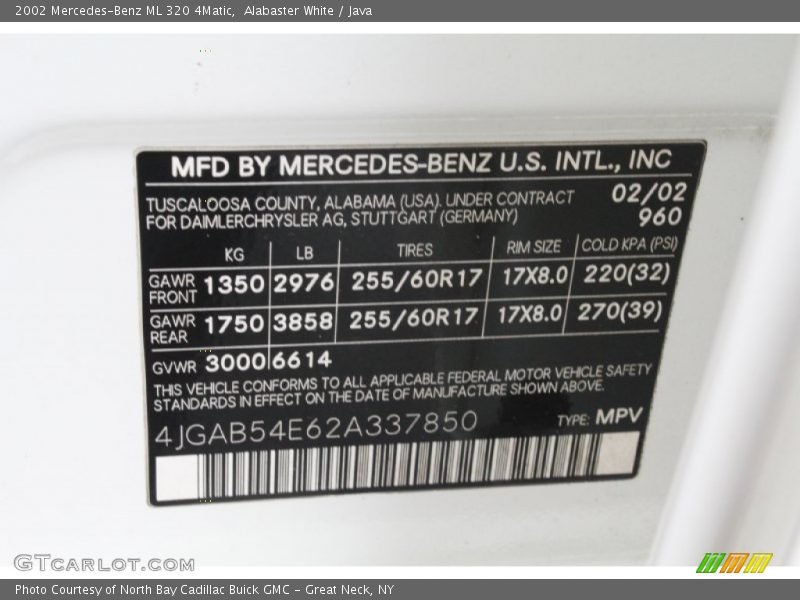 2002 Mercedes-Benz ML 320 4Matic,  Alabaster White / Java
MFD BY MERCEDES-BENZ U.S. INTL., INC
TUSCALOOSA COUNTY, ALABAMA (USA). UNDER CONTRACT 02/02
FOR DAIMLERCHRYSLER AG, STUTTGART (GERMANY) 960
KG LB TIRES RIM SIZE COLD KPA (PSI)
GAWR FRONT 1350 2976 255/60R17 17X8.0 220(32)
GAWR REAR 1750 3858 255/60R17 17X8.0 270(39)
GVWR 3000 6614
THIS VEHICLE CONFORMS TO ALL APPLICABLE FEDERAL MOTOR VEHICLE SAFETY
STANDARDS IN EFFECT ON THE DATE OF MANUFACTURE SHOWN ABOVE.
4JGAB54E62A337850 TYPE: MPV
GTCARLOT.COM
Photo Courtesy of North Bay Cadillac Buick GMC - Great Neck, NY